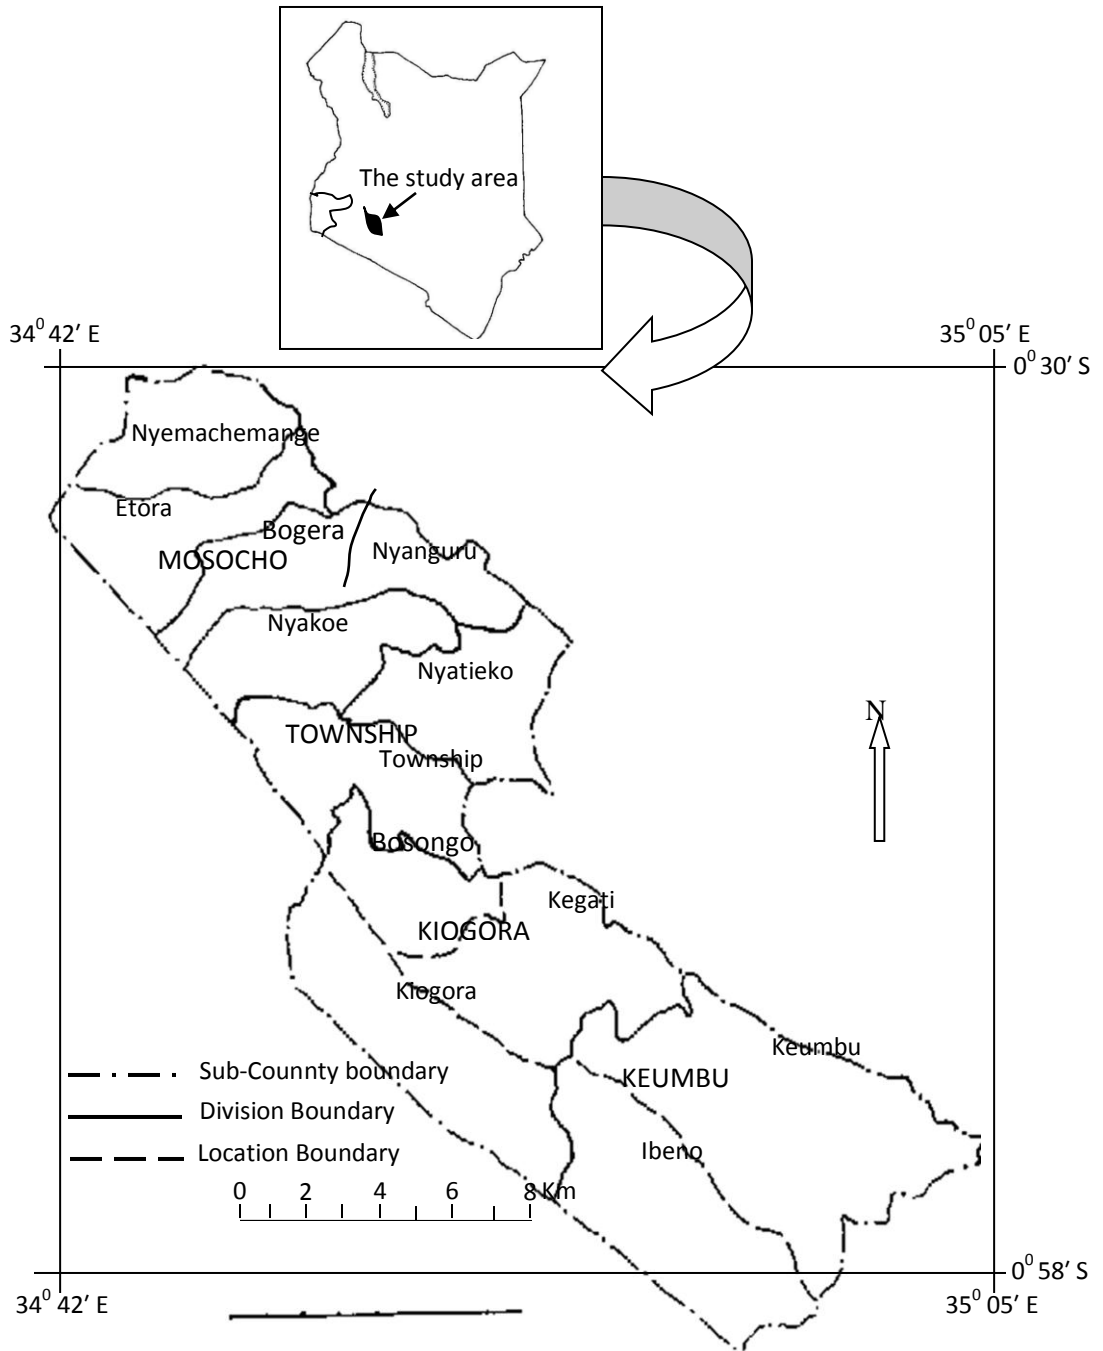 The study area
34⁰ 42′ E
35⁰ 05′ E
0⁰ 30′ S
Nyemachemange
Etora
Bogera
MOSOCHO
Nyanguru
Nyakoe
Nyatieko
N
TOWNSHIP
Township
Bosongo
Kegati
KIOGORA
Kiogora
Keumbu
KEUMBU
Sub-Counnty boundary
Division Boundary
Location Boundary
Ibeno
0 2 4 6 8 Km
0⁰ 58′ S
34⁰ 42′ E
35⁰ 05′ E